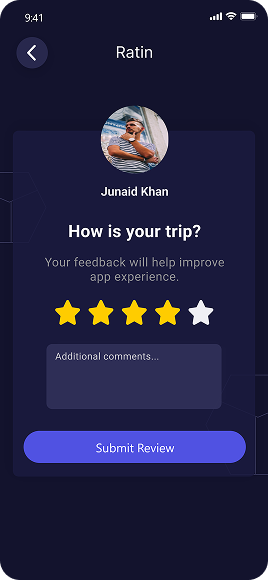 9:41
Ratin
Junaid Khan
How is your trip?
Your feedback will help improve
app experience.
Additional comments...
Submit Review